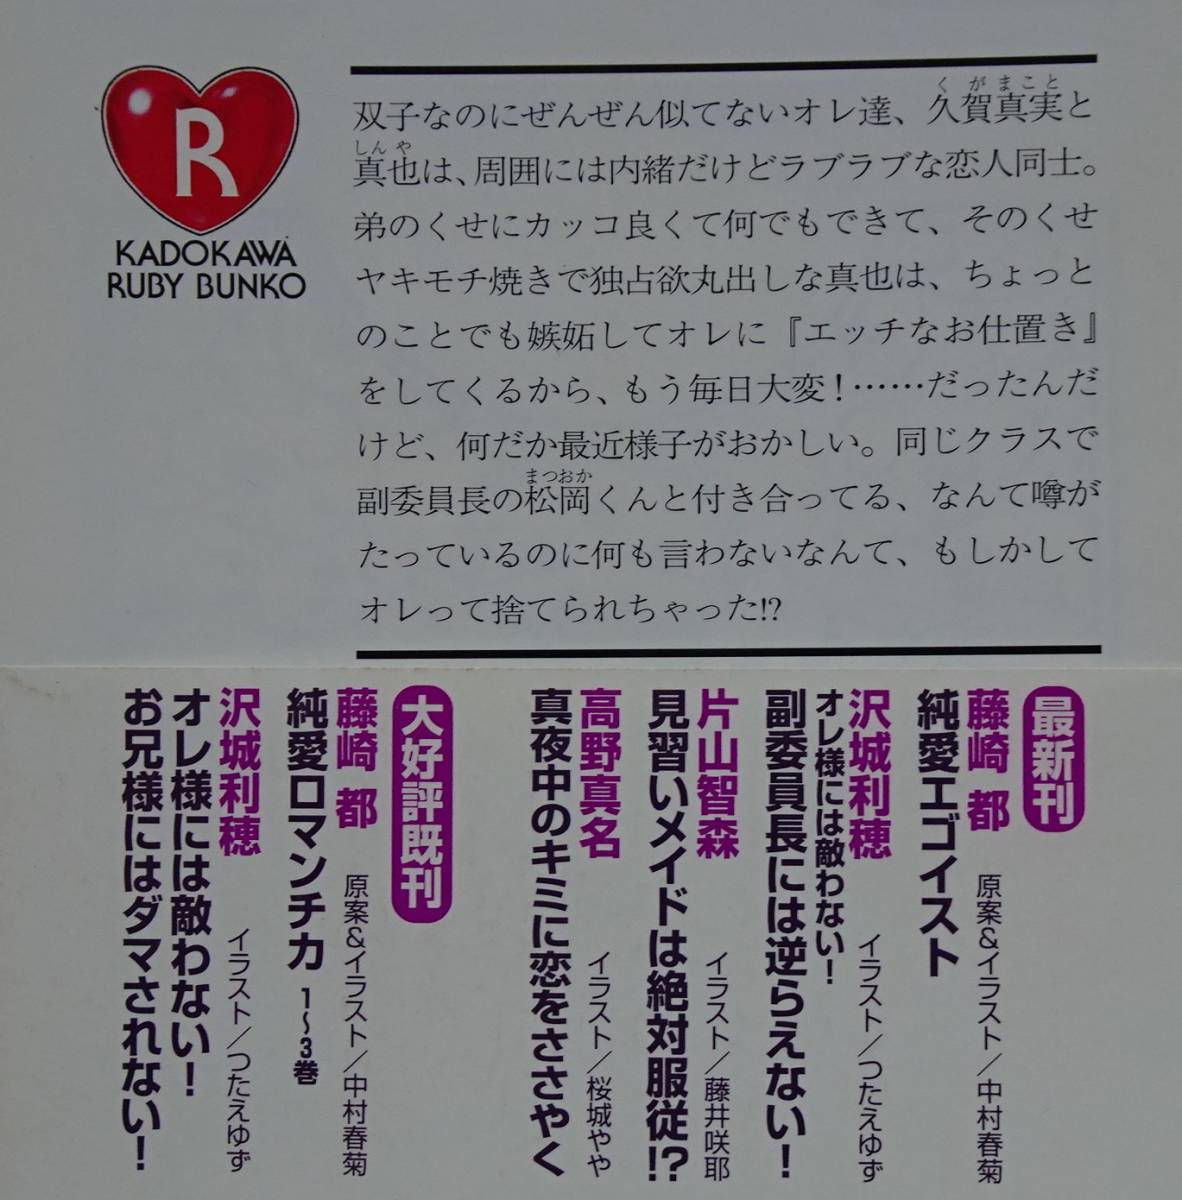 R
KADOKAWA
RUBY BUNKO
双子なのにぜんぜん似てないオレ達、久賀真実と
くがまこと
真也は、周囲には内緒だけどラブラブな恋人同士。
しんや
弟のくせにカッコ良くて何でもできて、そのくせ
ヤキモチ焼きで独占欲丸出しな真也は、ちょっと
のことでも嫉妬してオレに『エッチなお仕置き』
をしてくるから、もう毎日大変！……だったんだ
けど、何だか最近様子がおかしい。同じクラスで
副委員長の松岡くんと付き合ってる、なんて噂が
まつおか
たっているのに何も言わないなんて、もしかして
オレって捨てられちゃった!?
最新刊
藤崎 都 原案&イラスト／中村春菊
純愛エゴイスト
沢城利穂 イラスト／つたえゆず
オレ様には敵わない！
副委員長には逆らえない！
片山智森 イラスト／藤井咲耶
見習いメイドは絶対服従!?
高野真名 イラスト／桜城やや
真夜中のキミに恋をささやく
大好評既刊
藤崎 都 原案&イラスト／中村春菊
純愛ロマンチカ 1〜3巻
沢城利穂 イラスト／つたえゆず
オレ様には敵わない！
お兄様にはダマされない！